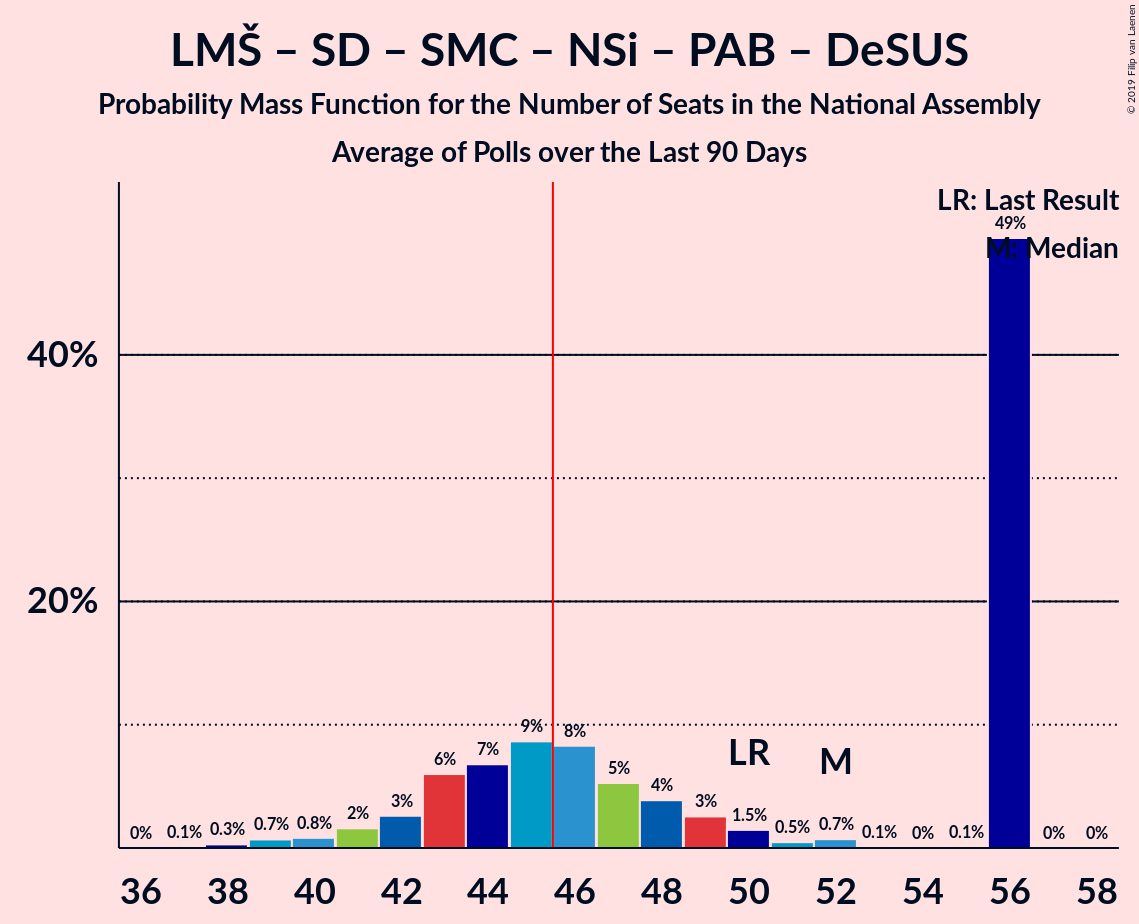 LMŠ – SD – SMC – NSi – PAB – DeSUS
Probability Mass Function for the Number of Seats in the National Assembly
Average of Polls over the Last 90 Days
© 2019 Filip van Laenen
LR: Last Result
M: Median
40%
20%
0%
0.1%
0.3%
0.7%
0.8%
2%
3%
6%
7%
9%
8%
5%
4%
3%
1.5%
0.5%
0.7%
0.1%
0%
0.1%
49%
0%
0%
LR
M
36 38 40 42 44 46 48 50 52 54 56 58